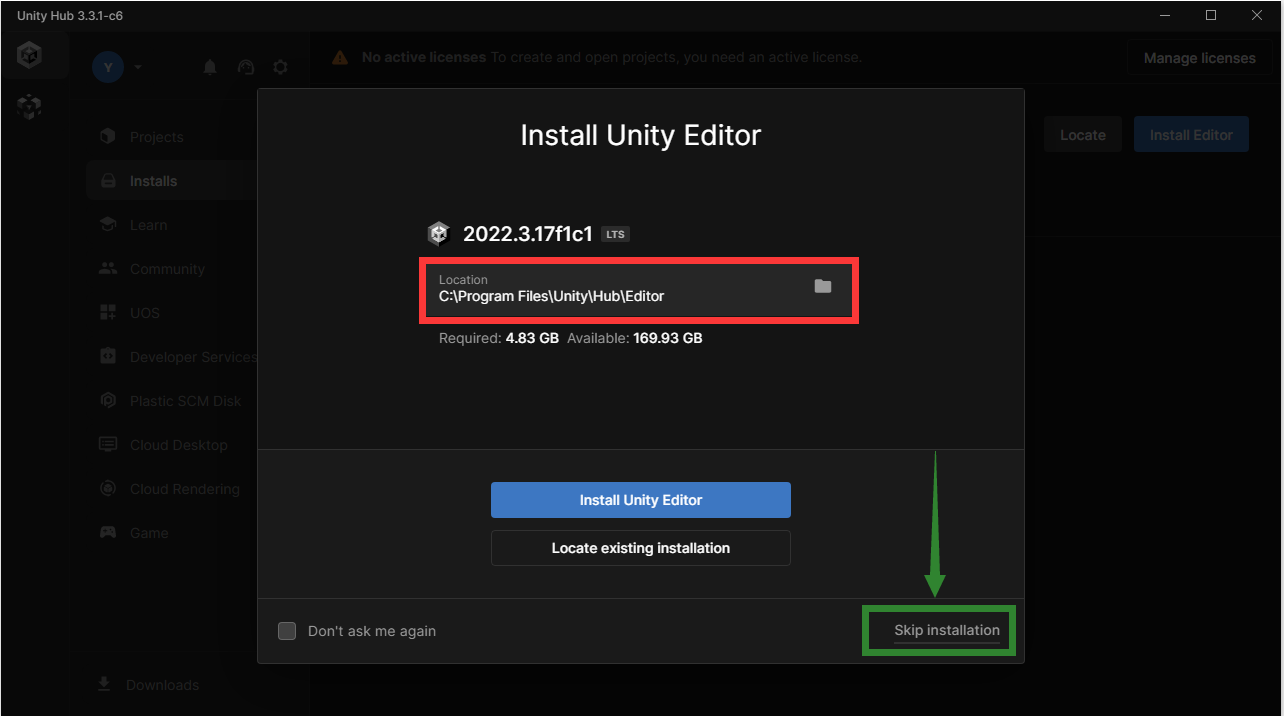 Unity Hub 3.3.1-c6
Y
No active licenses To create and open projects, you need an active license.
Manage licenses
Projects
Installs
Learn
Community
UOS
Developer Services
Plastic SCM Disk
Cloud Desktop
Cloud Rendering
Game
Downloads
Locate
Install Editor
Install Unity Editor
2022.3.17f1c1 LTS
Location
C:\Program Files\Unity\Hub\Editor
Required: 4.83 GB Available: 169.93 GB
Install Unity Editor
Locate existing installation
Don't ask me again
Skip installation